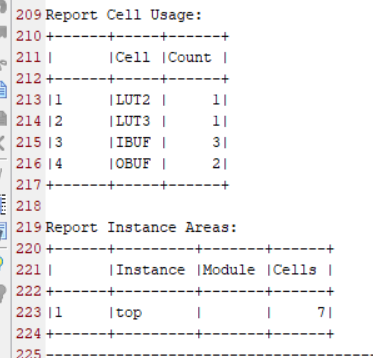 209 Report Cell Usage:
210 +------+-----+------+
211 |      |Cell |Count |
212 +------+-----+------+
213 |1     |LUT2 |     1|
214 |2     |LUT3 |     1|
215 |3     |IBUF |     3|
216 |4     |OBUF |     2|
217 +------+-----+------+
218
219 Report Instance Areas:
220 +------+---------+-------+------+
221 |      |Instance |Module |Cells |
222 +------+---------+-------+------+
223 |1     |top      |       |     7|
224 +------+---------+-------+------+
225 ---------------------------------------